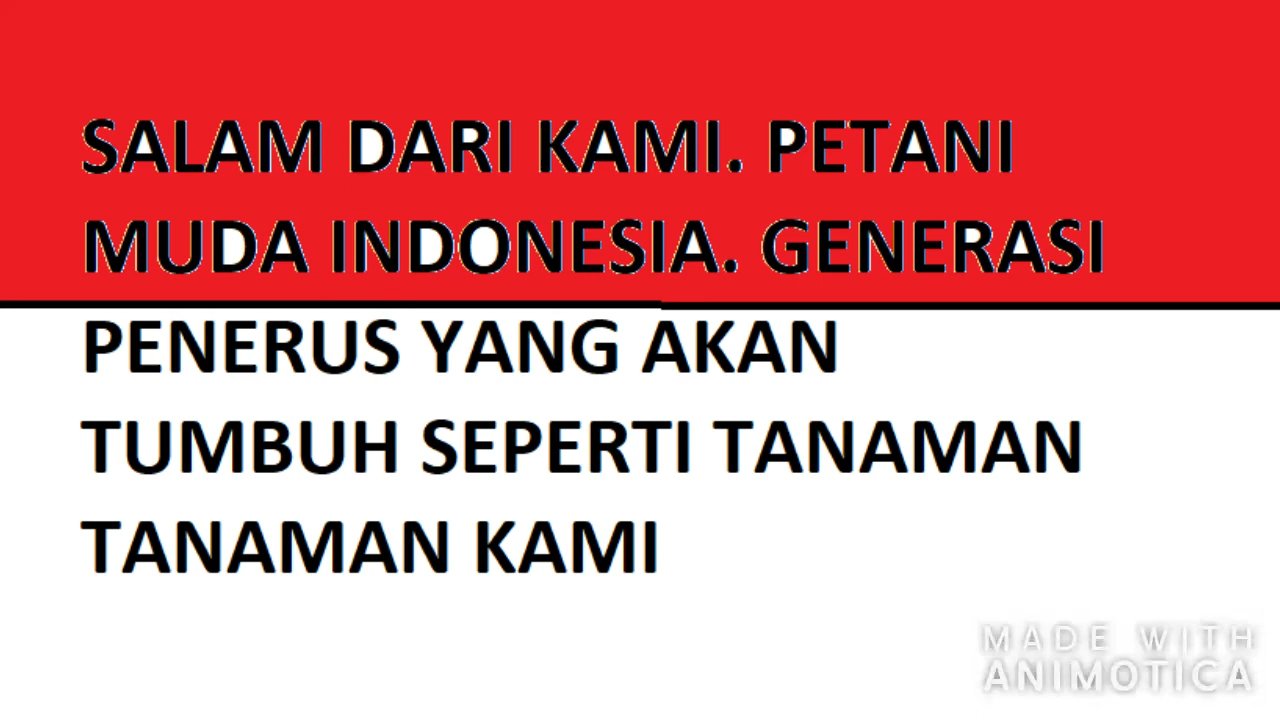 SALAM DARI KAMI. PETANI
MUDA INDONESIA. GENERASI
PENERUS YANG AKAN
TUMBUH SEPERTI TANAMAN
TANAMAN KAMI
MADE WITH
ANIMOTICA